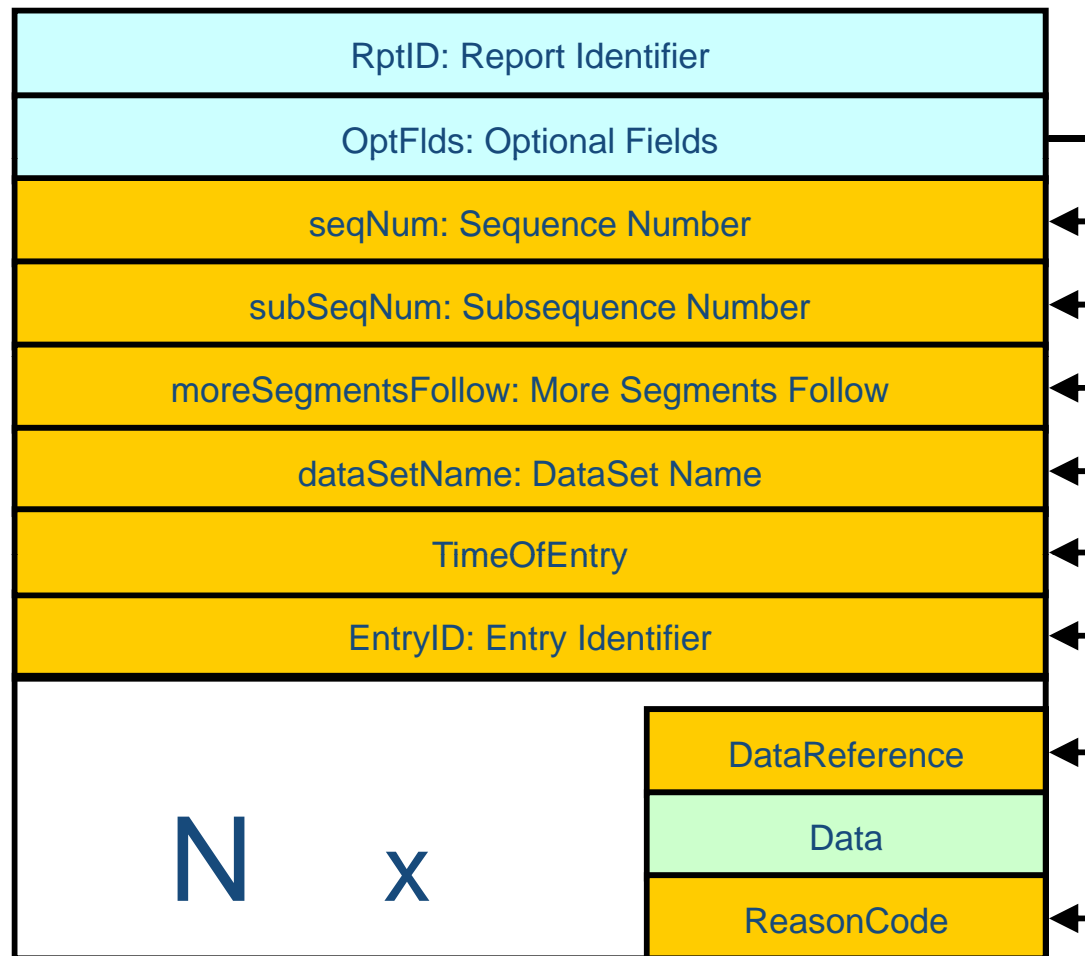 RptID: Report Identifier
OptFlds: Optional Fields
seqNum: Sequence Number
subSeqNum: Subsequence Number
moreSegmentsFollow: More Segments Follow
dataSetName: DataSet Name
TimeOfEntry
EntryID: Entry Identifier
DataReference
Data
N x
ReasonCode